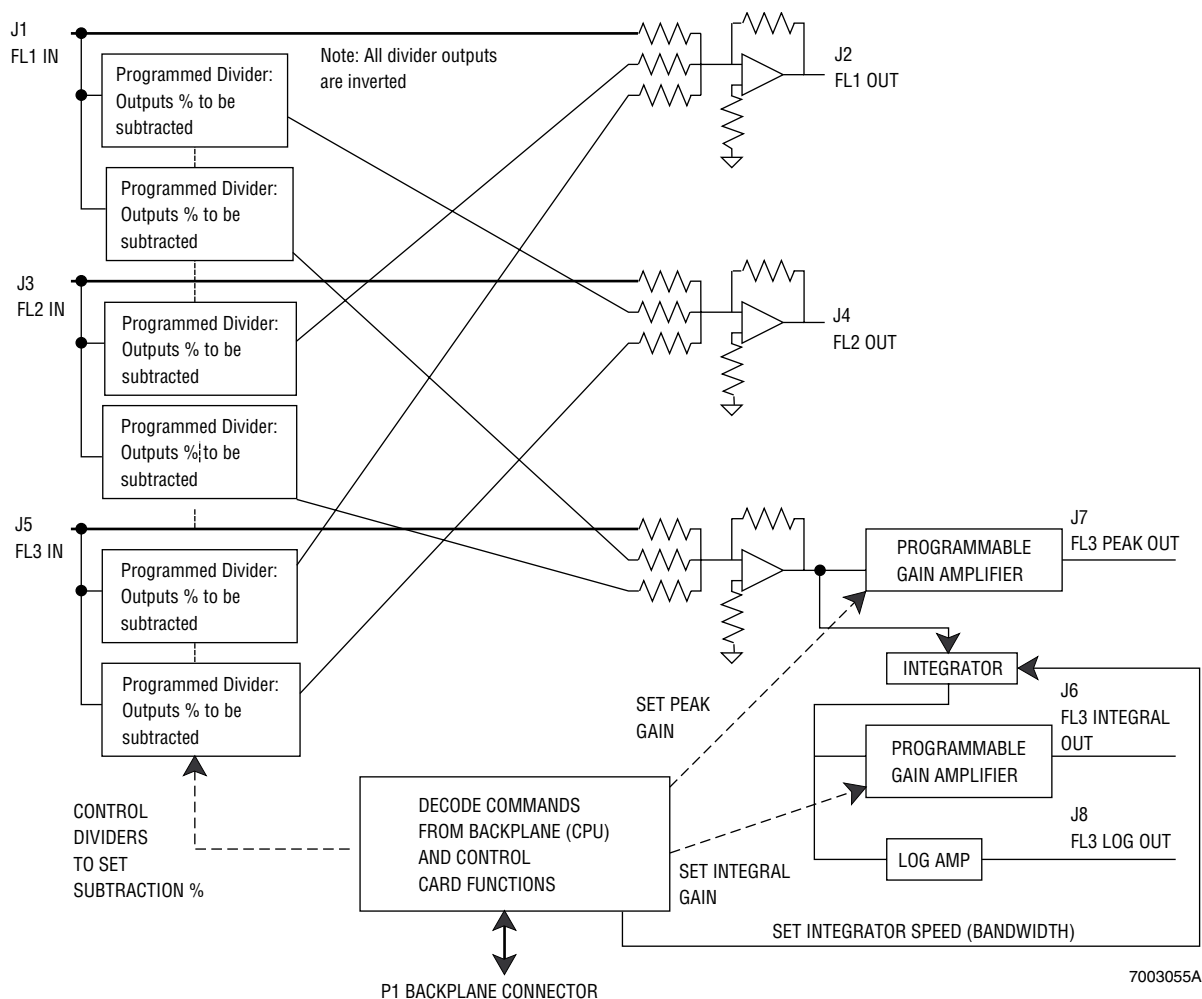 J1
FL1 IN
Note: All divider outputs
are inverted
J2
FL1 OUT
Programmed Divider:
Outputs % to be
subtracted
Programmed Divider:
Outputs % to be
subtracted
J3
FL2 IN
J4
FL2 OUT
Programmed Divider:
Outputs % to be
subtracted
Programmed Divider:
Outputs % to be
subtracted
J5
FL3 IN
J7
FL3 PEAK OUT
PROGRAMMABLE
GAIN AMPLIFIER
Programmed Divider:
Outputs % to be
subtracted
Programmed Divider:
Outputs % to be
subtracted
INTEGRATOR
SET PEAK
GAIN
J6
FL3 INTEGRAL
OUT
PROGRAMMABLE
GAIN AMPLIFIER
CONTROL
DIVIDERS
TO SET
SUBTRACTION %
DECODE COMMANDS
FROM BACKPLANE (CPU)
AND CONTROL
CARD FUNCTIONS
J8
FL3 LOG OUT
LOG AMP
SET INTEGRAL
GAIN
SET INTEGRATOR SPEED (BANDWIDTH)
P1 BACKPLANE CONNECTOR
7003055A